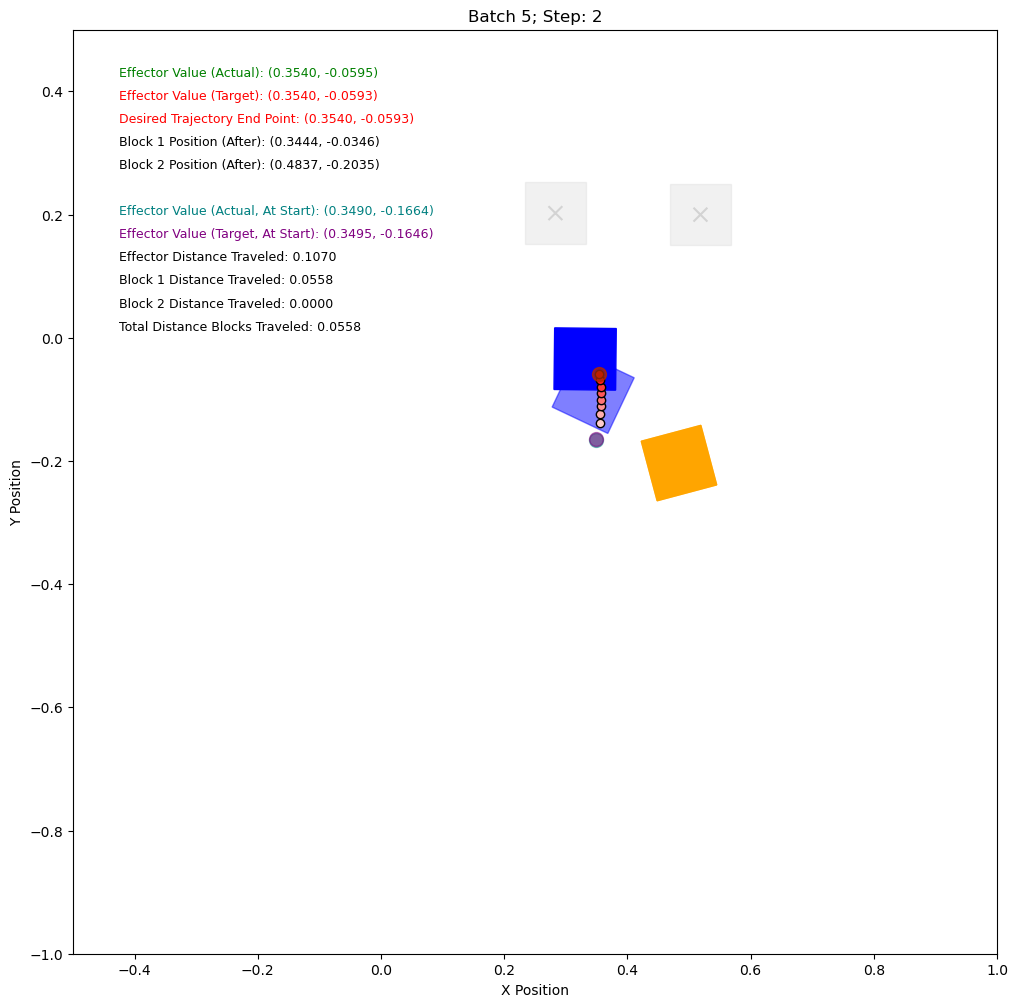 Batch 5; Step: 2
Effector Value (Actual): (0.3540, -0.0595)
Effector Value (Target): (0.3540, -0.0593)
Desired Trajectory End Point: (0.3540, -0.0593)
Block 1 Position (After): (0.3444, -0.0346)
Block 2 Position (After): (0.4837, -0.2035)
Effector Value (Actual, At Start): (0.3490, -0.1664)
Effector Value (Target, At Start): (0.3495, -0.1646)
Effector Distance Traveled: 0.1070
Block 1 Distance Traveled: 0.0558
Block 2 Distance Traveled: 0.0000
Total Distance Blocks Traveled: 0.0558
Y Position
0.4
0.2
0.0
−0.2
−0.4
−0.6
−0.8
−1.0
−0.4
−0.2
0.0
0.2
0.4
0.6
0.8
1.0
X Position